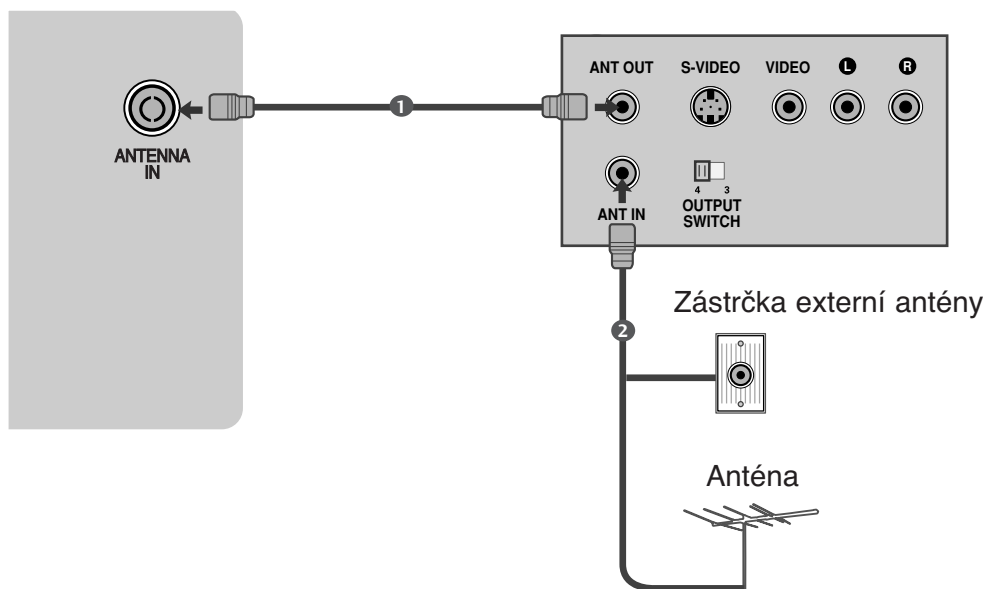 ANT OUT S-VIDEO VIDEO L R
1
ANTENNA
IN
4 3
ANT IN
OUTPUT
SWITCH
Zástrčka externí antény
2
Anténa